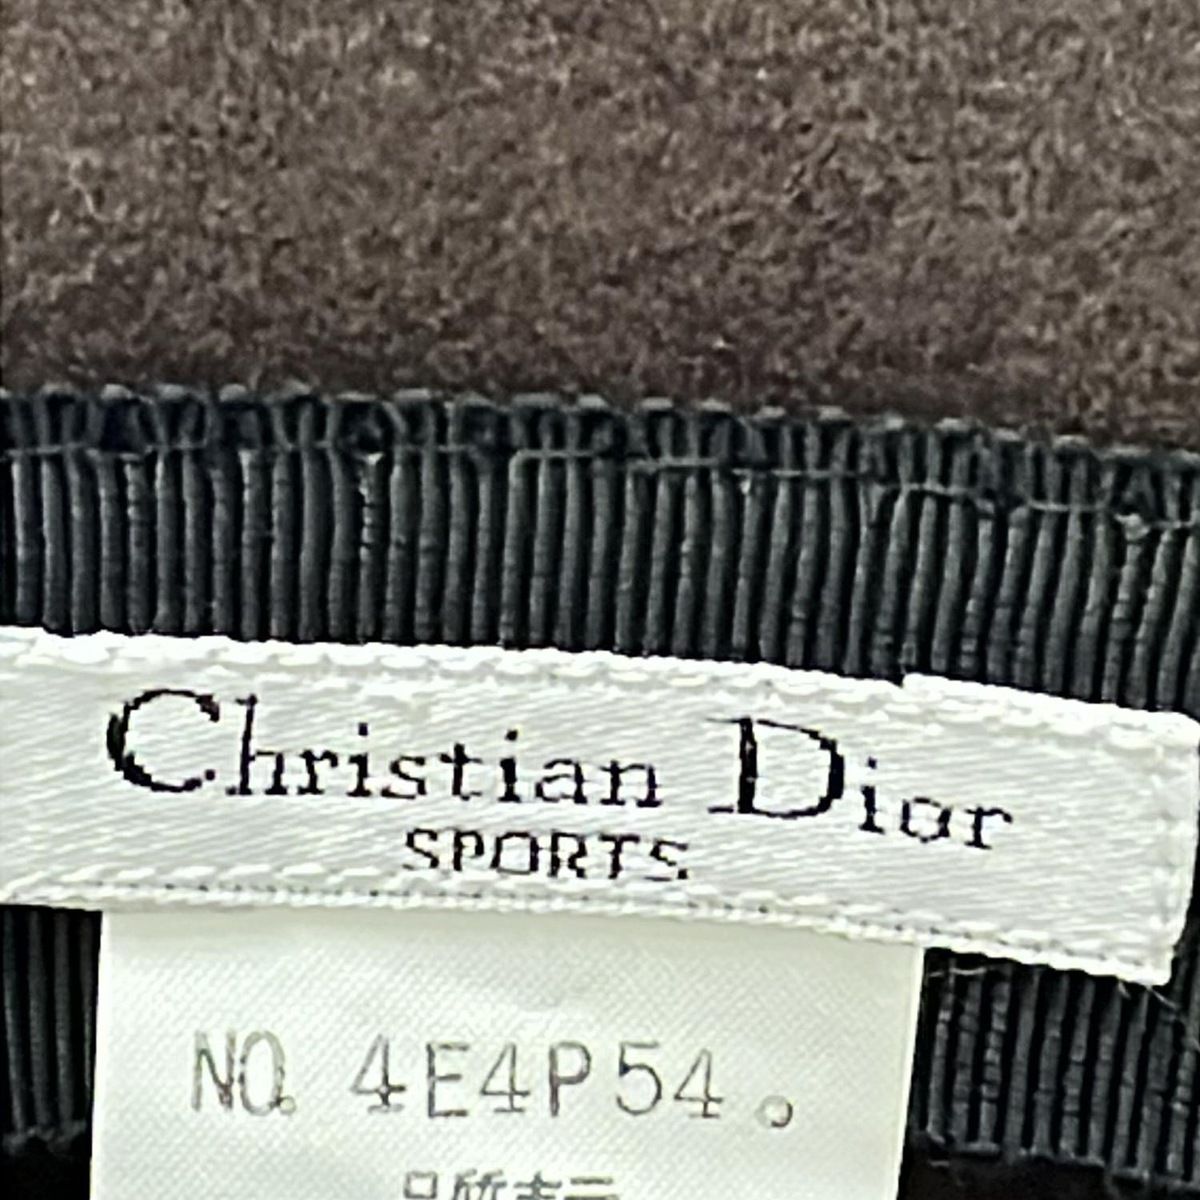 Christian Dior
SPORTS
NO. 4E4P54。